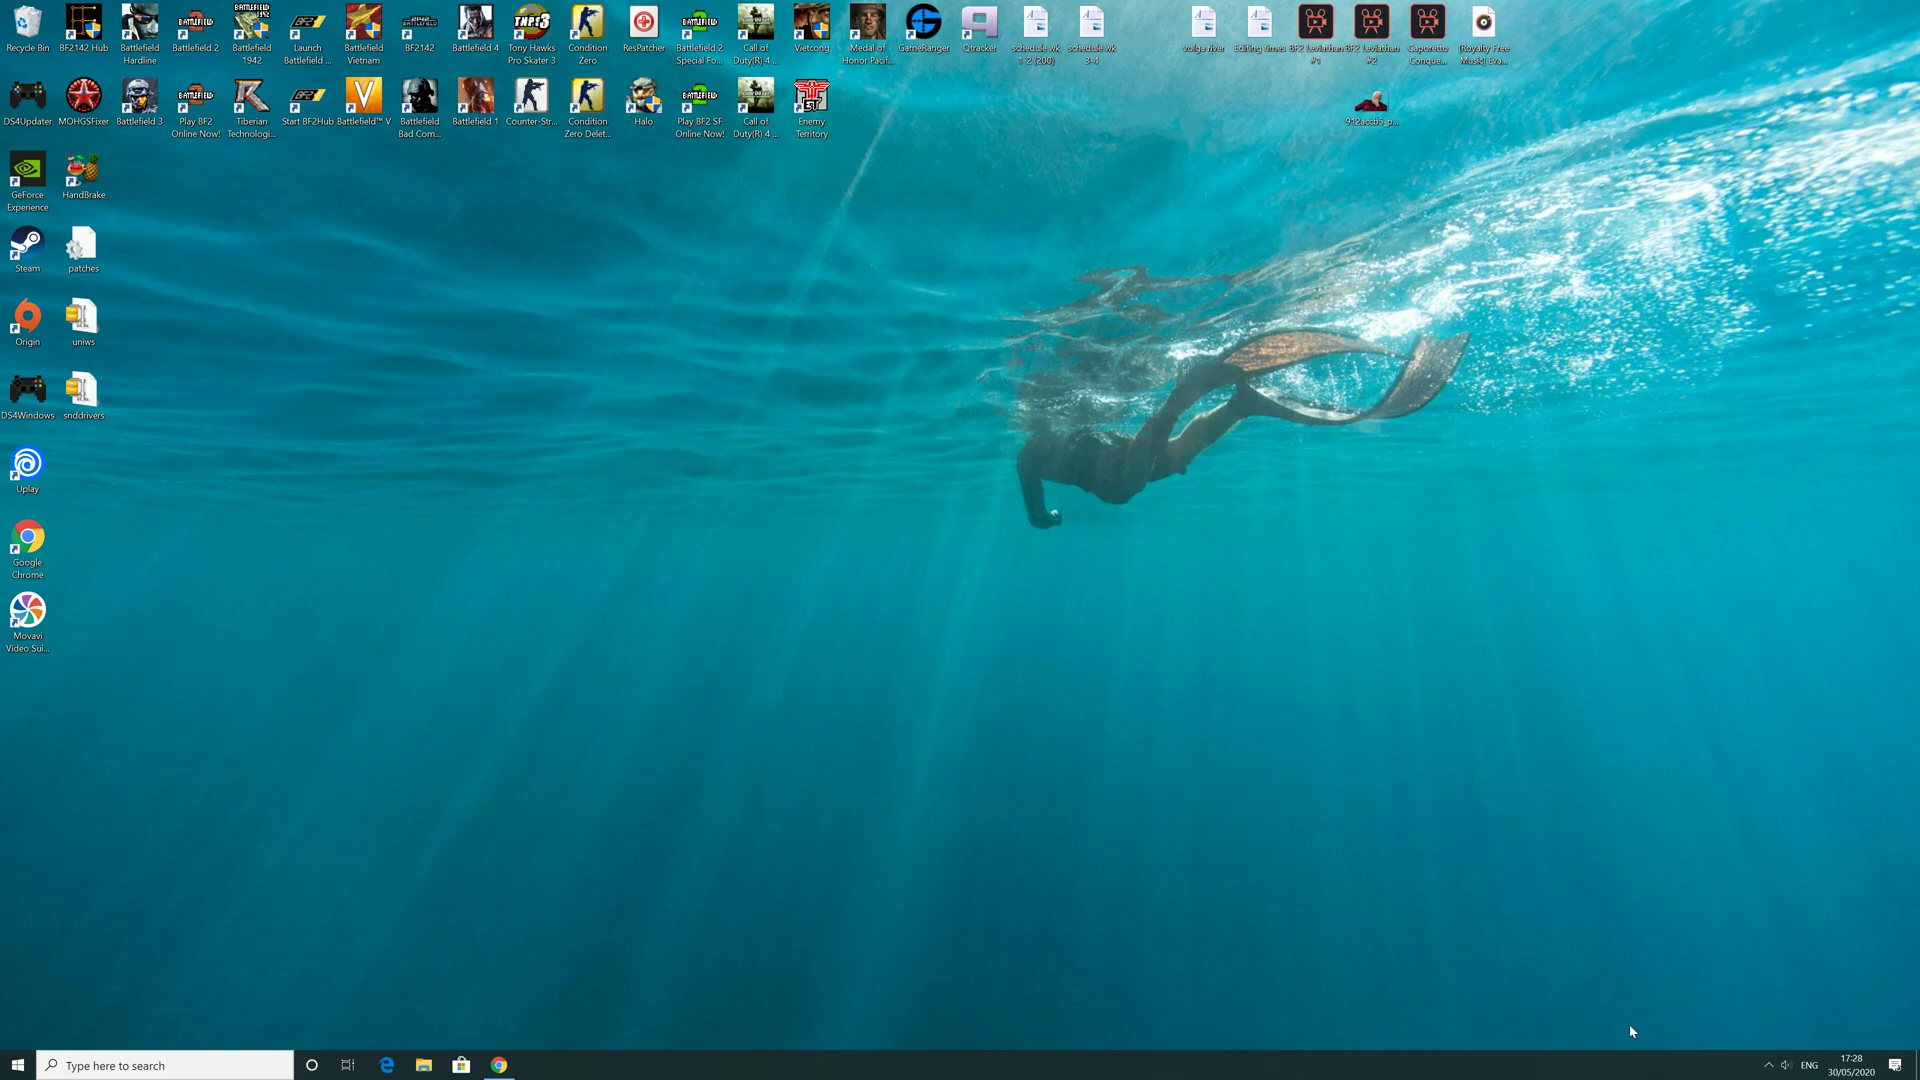 Recycle Bin
BF2142 Hub
Battlefield
Hardline
Battlefield 2
Battlefield
1942
Launch
Battlefield ...
Battlefield
Vietnam
BF2142
Battlefield 4
Tony Hawks
Pro Skater 3
Condition
Zero
ResPatcher
Battlefield 2
Special Fo...
Call of
Duty(R) 4 ...
Vietcong
Medal of
Honor Pacif...
GameRanger
Qtracker
schedule wk
1-2 (200)
schedule wk
3-4
volga river
Editing times
BF2 Leviathan
#1
BF2 Leviathan
#2
Caporetto
Conque...
[Royalty Free
Music] Eva...
DS4Updater
MOHGSFixer
Battlefield 3
Play BF2
Online Now!
Tiberian
Technologi...
Start BF2Hub
Battlefield™ V
Battlefield
Bad Com...
Battlefield 1
Counter-Str...
Condition
Zero Delet...
Halo
Play BF2 SF
Online Now!
Call of
Duty(R) 4 ...
Enemy
Territory
912accb5_p...
GeForce
Experience
HandBrake
Steam
patches
Origin
uniws
DS4Windows
snddrivers
Uplay
Google
Chrome
Movavi
Video Sui...
Type here to search
ENG
17:28
30/05/2020